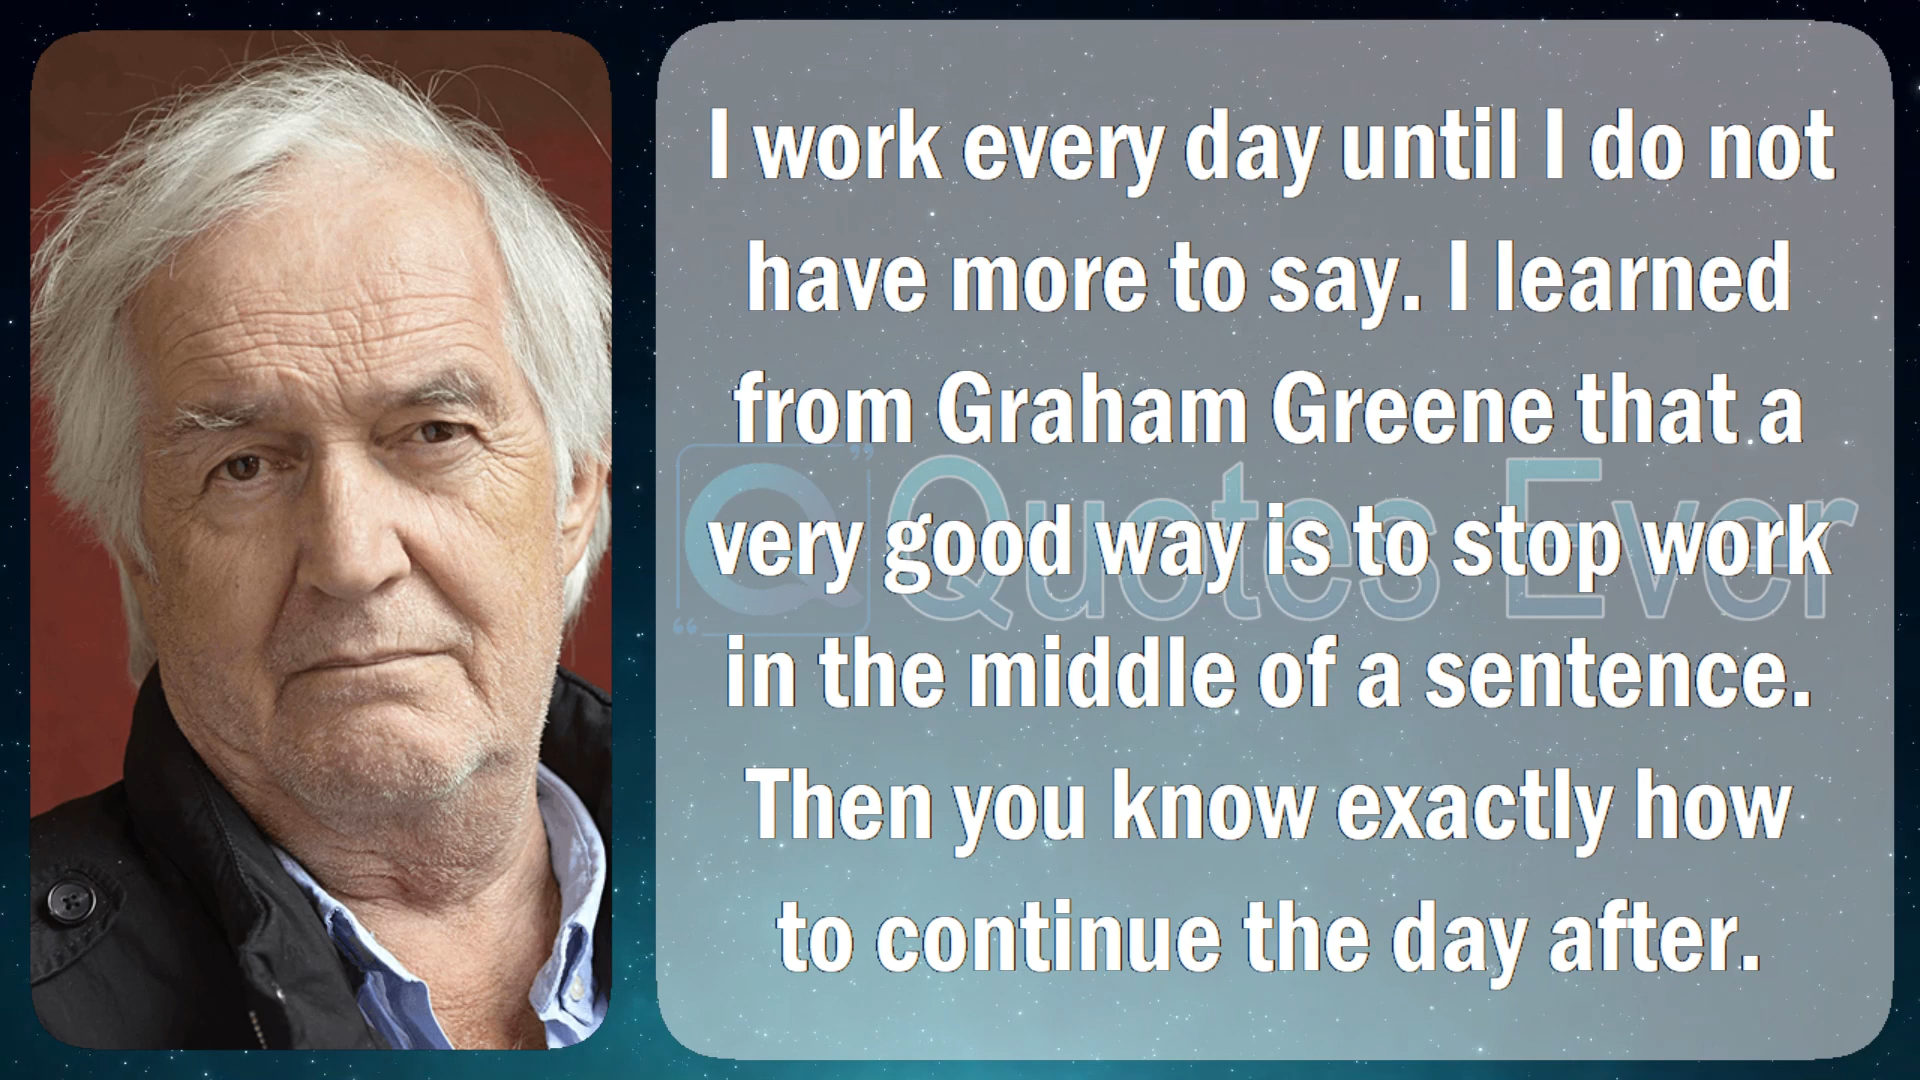 I work every day until I do not
have more to say. I learned
from Graham Greene that a
very good way is to stop work
in the middle of a sentence.
Then you know exactly how
to continue the day after.
Quotes Ever